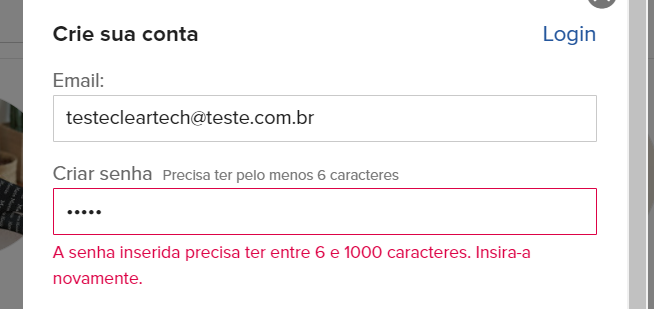 Crie sua conta Login
Email:
testecleartech@teste.com.br
Criar senha Precisa ter pelo menos 6 caracteres
•••••
A senha inserida precisa ter entre 6 e 1000 caracteres. Insira-a
novamente.